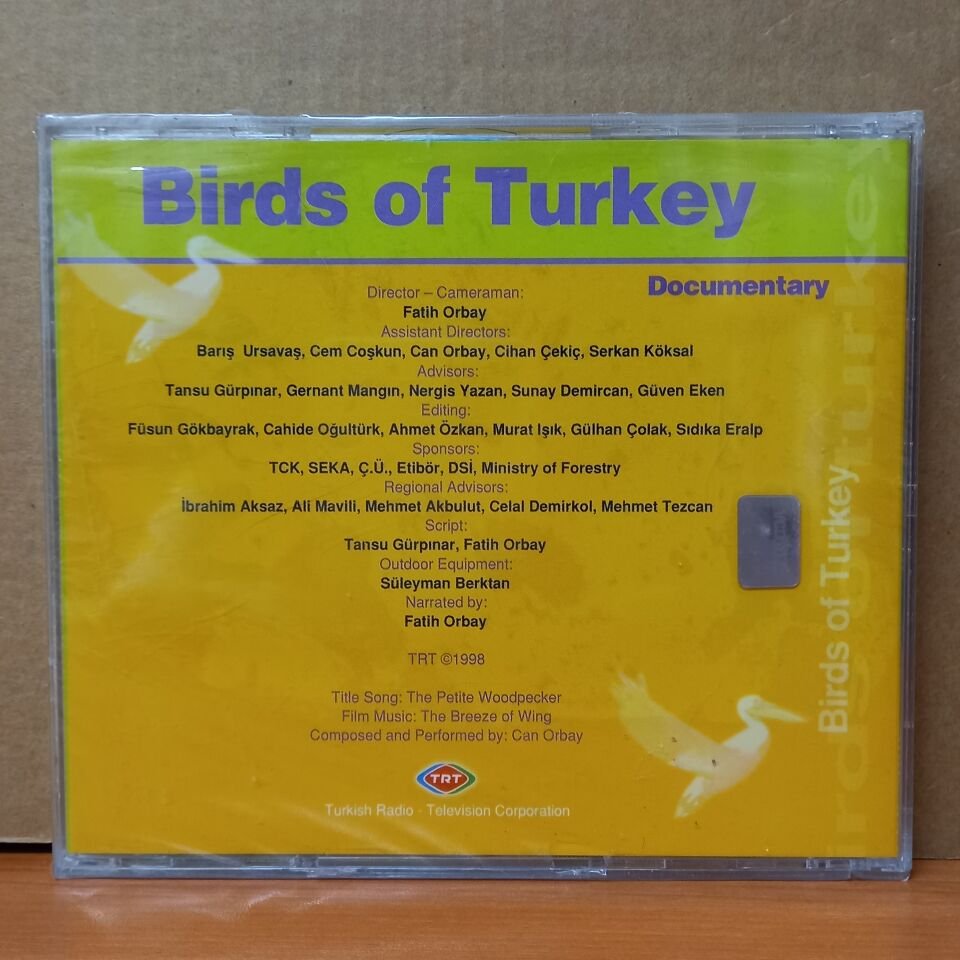 Birds of Turkey
Documentary
Director – Cameraman:
Fatih Orbay
Assistant Directors:
Barış Ursavaş, Cem Coşkun, Can Orbay, Cihan Çekiç, Serkan Köksal
Advisors:
Tansu Gürpınar, Gernant Mangın, Nergis Yazan, Sunay Demircan, Güven Eken
Editing:
Füsun Gökbayrak, Cahide Oğultürk, Ahmet Özkan, Murat Işık, Gülhan Çolak, Sıdıka Eralp
Sponsors:
TCK, SEKA, Ç.Ü., Etibör, DSİ, Ministry of Forestry
Regional Advisors:
İbrahim Aksaz, Ali Mavili, Mehmet Akbulut, Celal Demirkol, Mehmet Tezcan
Script:
Tansu Gürpınar, Fatih Orbay
Outdoor Equipment:
Süleyman Berktan
Narrated by:
Fatih Orbay
TRT ©1998
Title Song: The Petite Woodpecker
Film Music: The Breeze of Wing
Composed and Performed by: Can Orbay
TRT
Turkish Radio - Television Corporation
Birds of Turkey